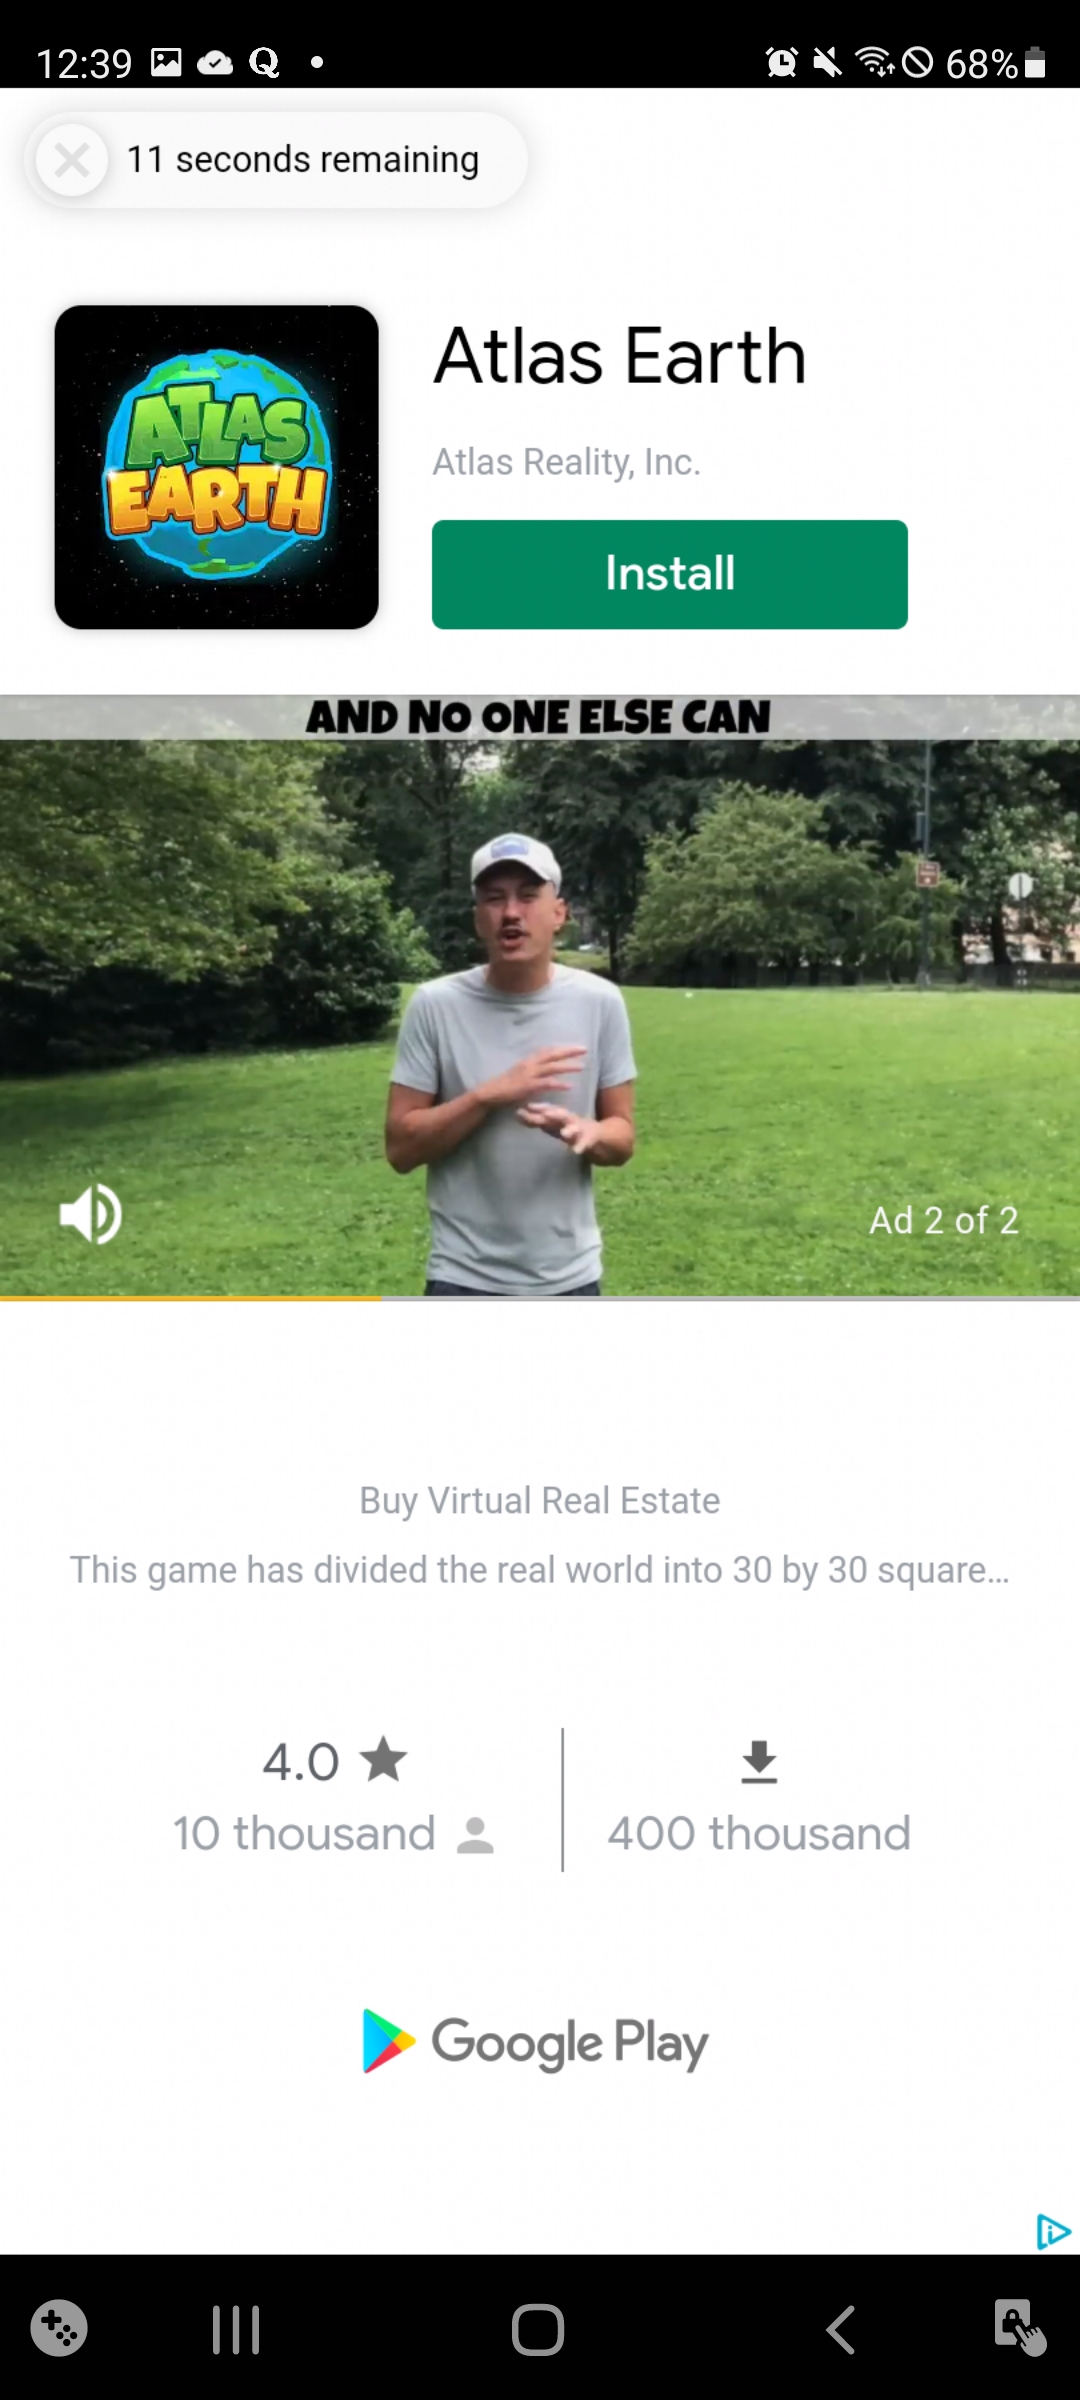 12:39
68%
11 seconds remaining
ATLAS
EARTH
Atlas Earth
Atlas Reality, Inc.
Install
AND NO ONE ELSE CAN
Ad 2 of 2
Buy Virtual Real Estate
This game has divided the real world into 30 by 30 square...
4.0
10 thousand
400 thousand
Google Play